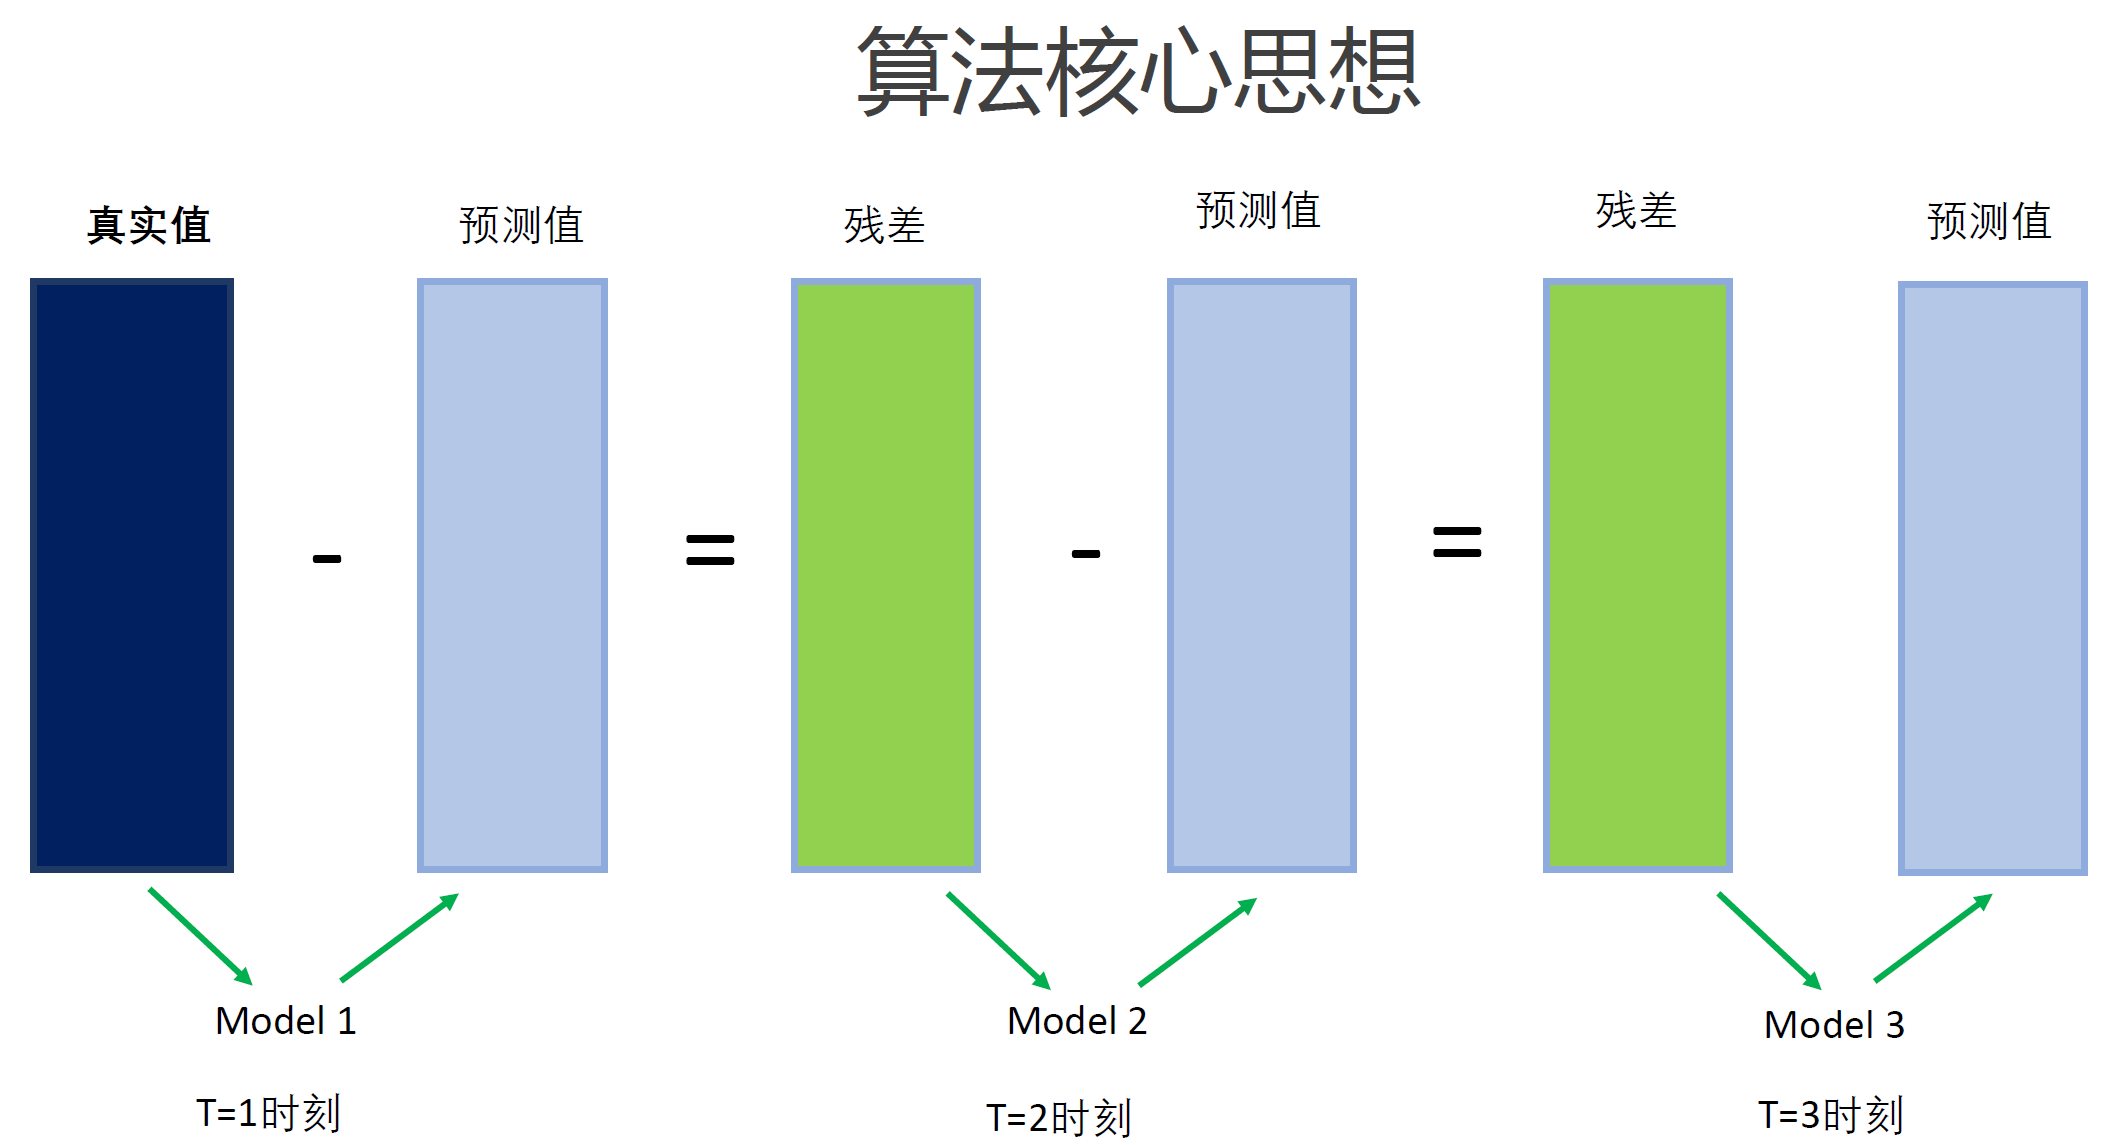 算法核心思想
真实值
预测值
残差
预测值
残差
预测值
-
=
-
=
Model 1
Model 2
Model 3
T=1时刻
T=2时刻
T=3时刻